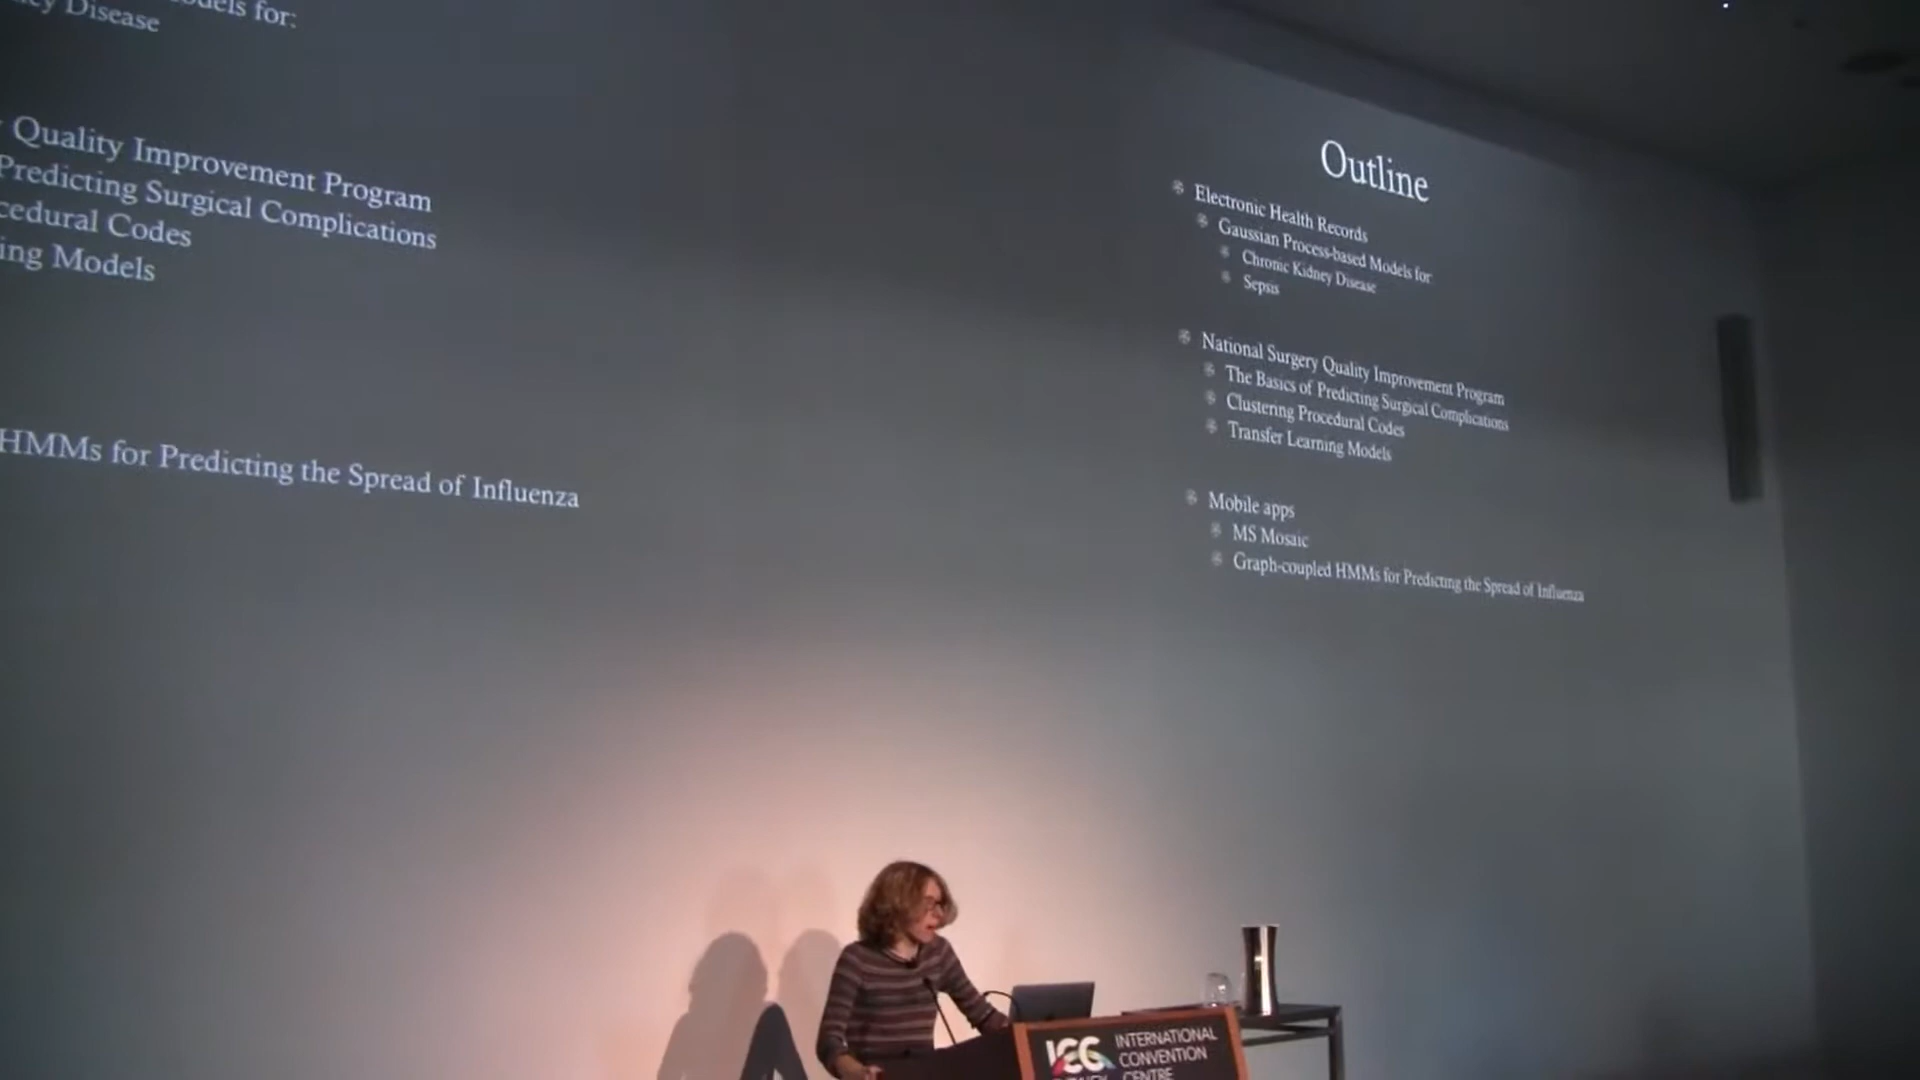 models for:
Disease
Quality Improvement Program
Predicting Surgical Complications
Codes
Models
HMMs for Predicting the Spread of Influenza
Outline
Electronic Health Records
Gaussian Process-based Models for
Chronic Kidney Disease
Sepsis
National Surgery Quality Improvement Program
The Basics of Predicting Surgical Complications
Clustering Procedural Codes
Transfer Learning Models
Mobile apps
MS Mosaic
Graph-coupled HMMs for Predicting the Spread of Influenza
ICC
INTERNATIONAL
CONVENTION
CENTRE